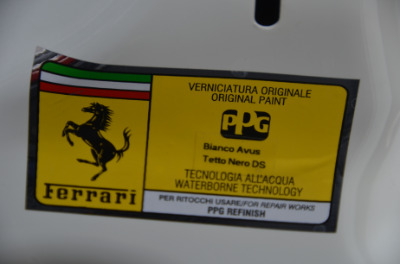 VERNICIATURA ORIGINALE
ORIGINAL PAINT
PPG
Bianco Avus
Tetto Nero DS
TECNOLOGIA ALL'ACQUA
WATERBORNE TECHNOLOGY
Ferrari
PER RITOCCHI USARE/FOR REPAIR WORKS
PPG REFINISH